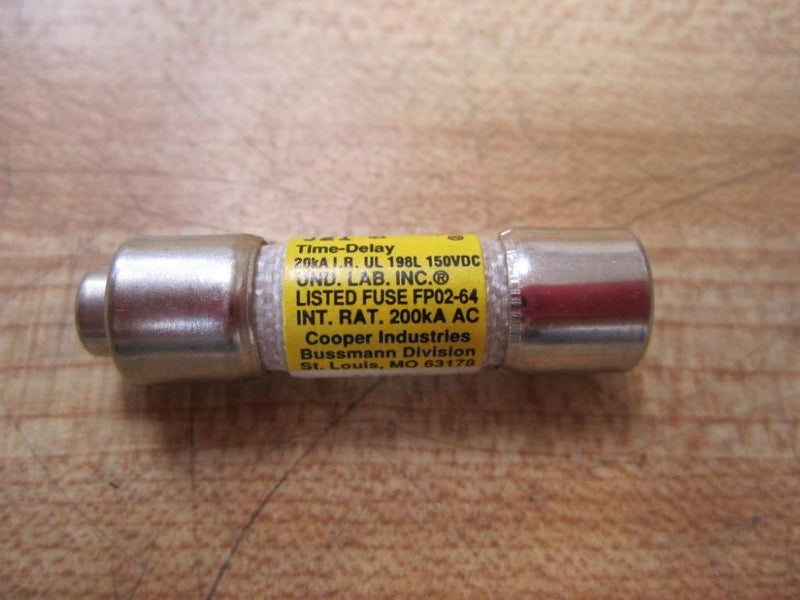 Time-Delay
20kA I.R. UL 198L 150VDC
UND. LAB. INC.®
LISTED FUSE FP02-64
INT. RAT. 200kA AC
Cooper Industries
Bussmann Division
St. Louis, MO 63178